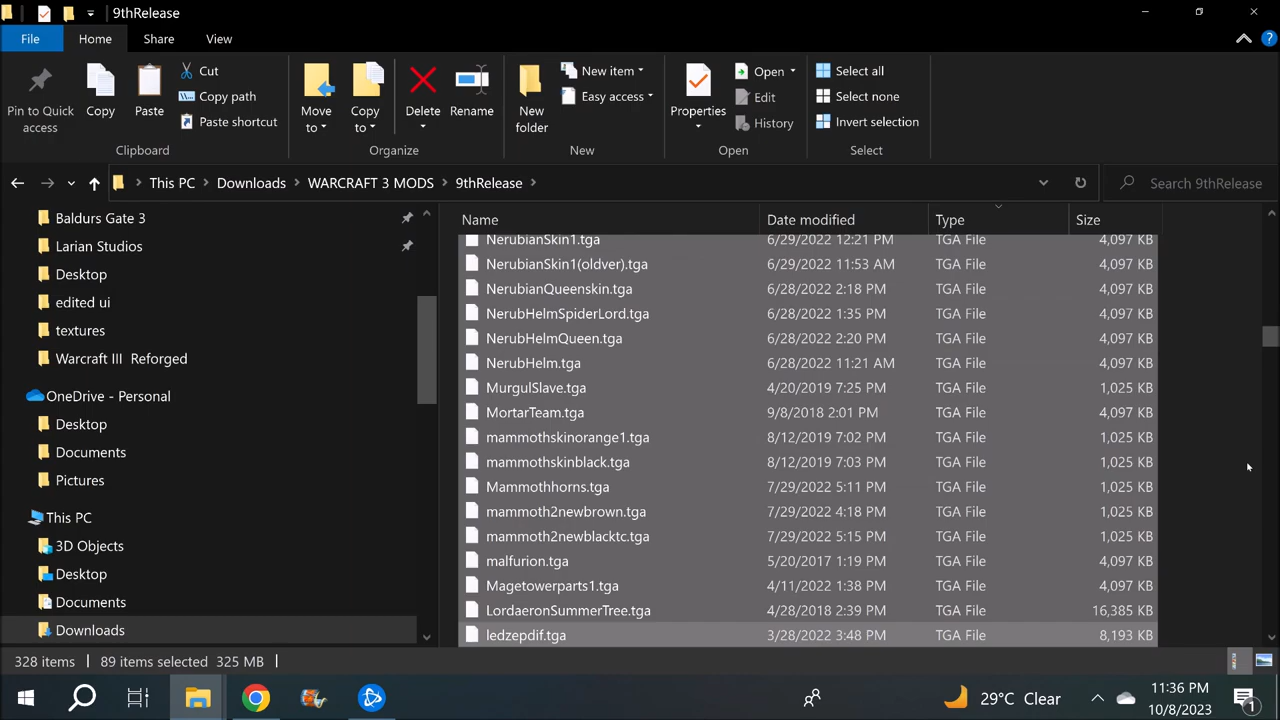 9thRelease
File Home Share View
Pin to Quick access
Copy
Paste
Cut
Copy path
Paste shortcut
Clipboard
Move to
Copy to
Delete
Rename
Organize
New folder
New item
Easy access
New
Properties
Open
Edit
History
Open
Select all
Select none
Invert selection
Select
This PC Downloads WARCRAFT 3 MODS 9thRelease
Search 9thRelease
Baldurs Gate 3
Larian Studios
Desktop
edited ui
textures
Warcraft III Reforged
OneDrive - Personal
Desktop
Documents
Pictures
This PC
3D Objects
Desktop
Documents
Downloads
Name Date modified Type Size
NerubianSkin1.tga 6/29/2022 12:21 PM TGA File 4,097 KB
NerubianSkin1(oldver).tga 6/29/2022 11:53 AM TGA File 4,097 KB
NerubianQueenskin.tga 6/28/2022 2:18 PM TGA File 4,097 KB
NerubHelmSpiderLord.tga 6/28/2022 1:35 PM TGA File 4,097 KB
NerubHelmQueen.tga 6/28/2022 2:20 PM TGA File 4,097 KB
NerubHelm.tga 6/28/2022 11:21 AM TGA File 4,097 KB
MurgulSlave.tga 4/20/2019 7:25 PM TGA File 1,025 KB
MortarTeam.tga 9/8/2018 2:01 PM TGA File 4,097 KB
mammothskinorange1.tga 8/12/2019 7:02 PM TGA File 1,025 KB
mammothskinblack.tga 8/12/2019 7:03 PM TGA File 1,025 KB
Mammothhorns.tga 7/29/2022 5:11 PM TGA File 1,025 KB
mammoth2newbrown.tga 7/29/2022 4:18 PM TGA File 1,025 KB
mammoth2newblacktc.tga 7/29/2022 5:15 PM TGA File 1,025 KB
malfurion.tga 5/20/2017 1:19 PM TGA File 4,097 KB
Magetowerparts1.tga 4/11/2022 1:38 PM TGA File 4,097 KB
LordaeronSummerTree.tga 4/28/2018 2:39 PM TGA File 16,385 KB
ledzepdif.tga 3/28/2022 3:48 PM TGA File 8,193 KB
328 items 89 items selected 325 MB
29°C Clear
11:36 PM
10/8/2023
1